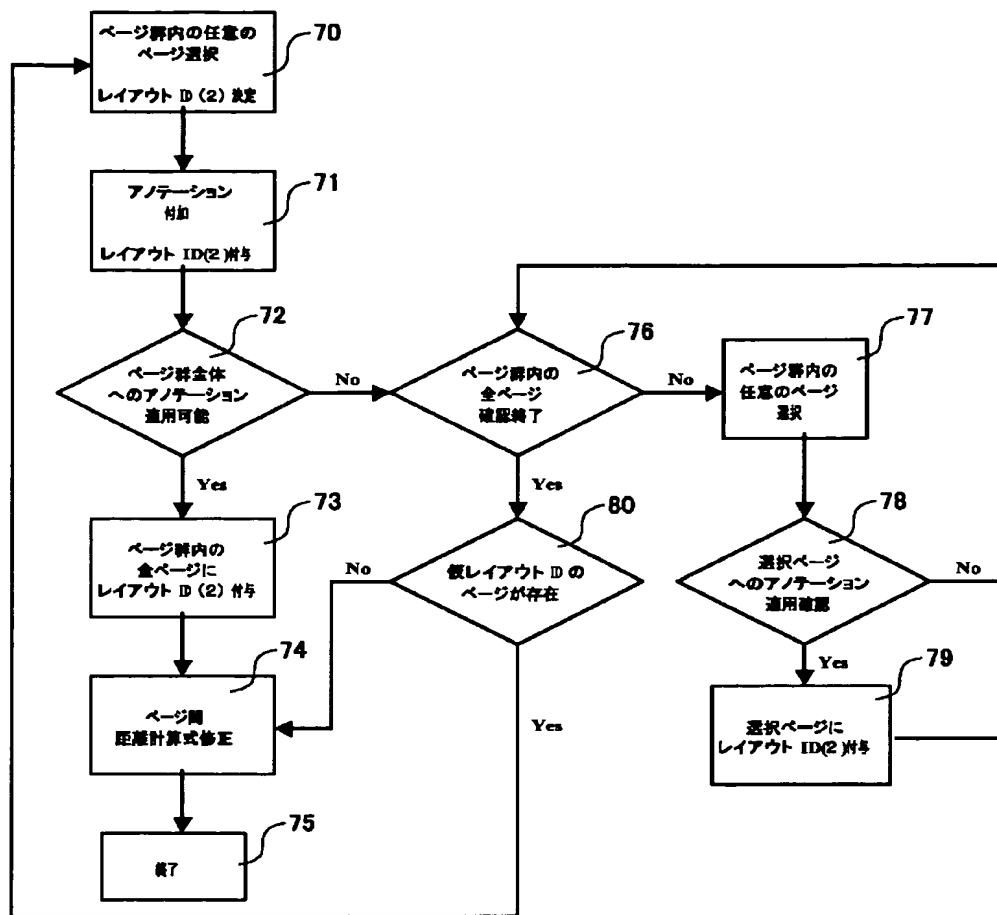 ページ群内の任意の
ページ選択
レイアウト ID (2) 決定
70
アノテーション
付加
レイアウト ID(2)付与
71
ページ群全体
へのアノテーション
適用可能
72
No
Yes
ページ群内の
全ページに
レイアウト ID (2) 付与
73
ページ間
距離計算式修正
74
終了
75
ページ群内の
全ページ
確認終了
76
No
Yes
ページ群内の
任意のページ
選択
77
選択ページ
へのアノテーション
適用確認
78
No
Yes
選択ページに
レイアウト ID(2)付与
79
仮レイアウト ID の
ページが存在
80
No
Yes